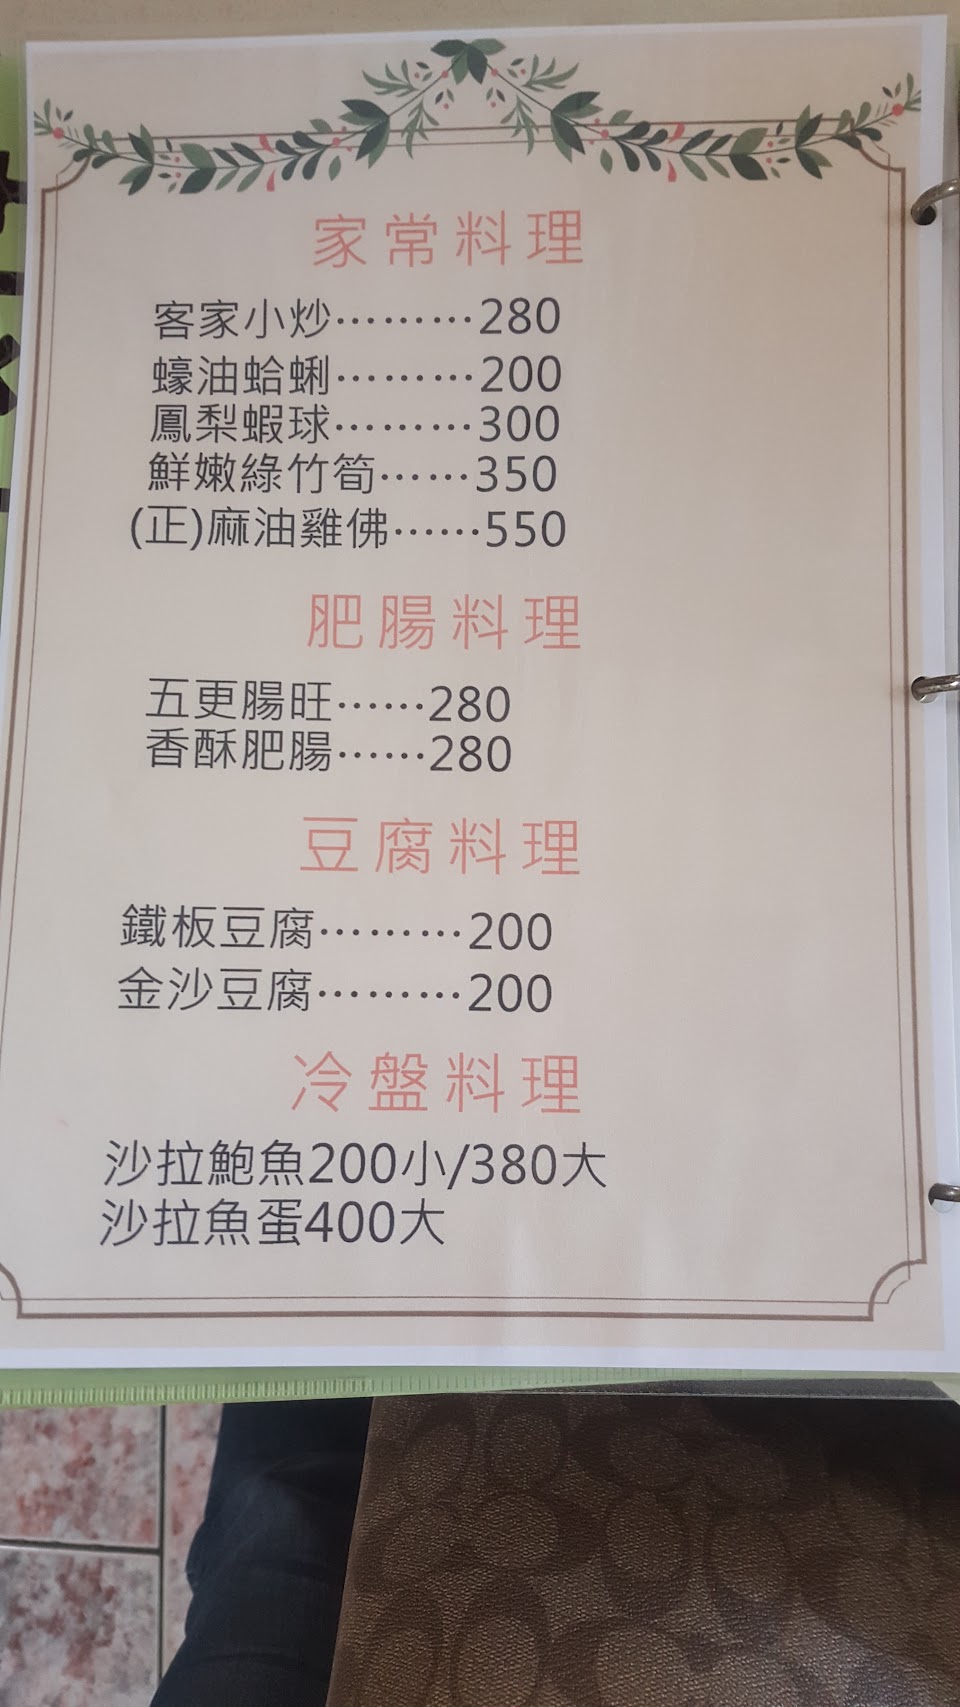 家常料理
客家小炒………280
蠔油蛤蜊………200
鳳梨蝦球………300
鮮嫩綠竹筍……350
(正)麻油雞佛……550
肥腸料理
五更腸旺……280
香酥肥腸……280
豆腐料理
鐵板豆腐………200
金沙豆腐………200
冷盤料理
沙拉鮑魚200小/380大
沙拉魚蛋400大